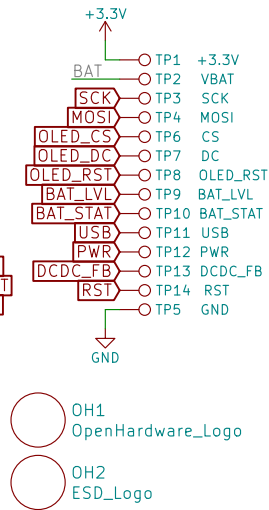 +3.3V
TP1 +3.3V
BAT TP2 VBAT
SCK TP3 SCK
MOSI TP4 MOSI
OLED_CS TP6 CS
OLED_DC TP7 DC
OLED_RST TP8 OLED_RST
BAT_LVL TP9 BAT_LVL
BAT_STAT TP10 BAT_STAT
USB TP11 USB
PWR TP12 PWR
DCDC_FB TP13 DCDC_FB
T RST TP14 RST
TP5 GND
GND
OH1
OpenHardware_Logo
OH2
ESD_Logo